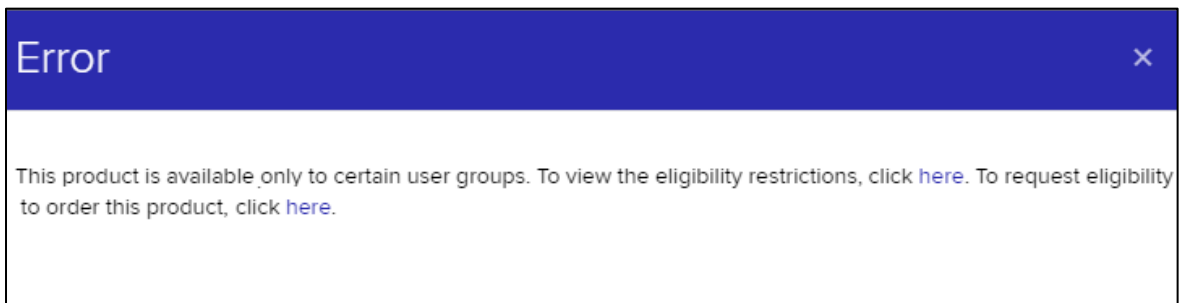 Error
This product is available only to certain user groups. To view the eligibility restrictions, click here. To request eligibility
to order this product, click here.